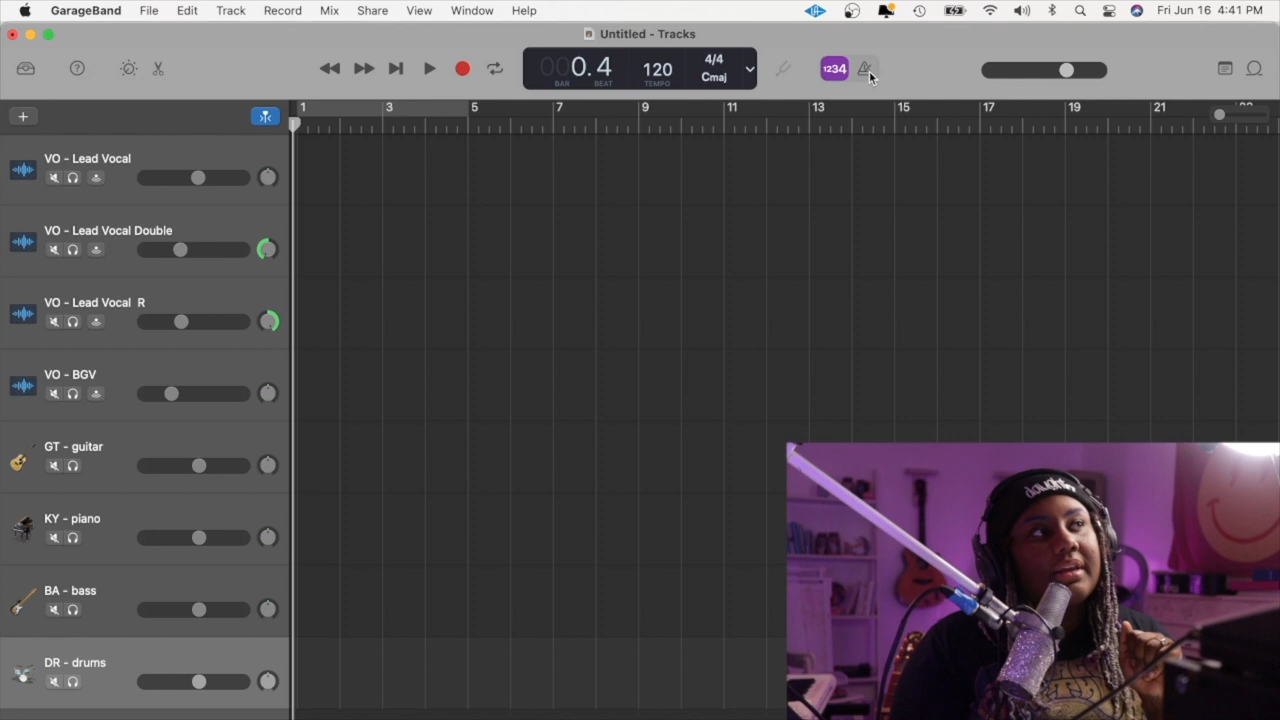 GarageBand File Edit Track Record Mix Share View Window Help Fri Jun 16 4:41 PM
Untitled - Tracks
000.4 120 4/4 Cmaj 1234
BAR BEAT TEMPO
1 3 5 7 9 11 13 15 17 19 21
VO - Lead Vocal
VO - Lead Vocal Double
VO - Lead Vocal R
VO - BGV
GT - guitar
KY - piano
BA - bass
DR - drums